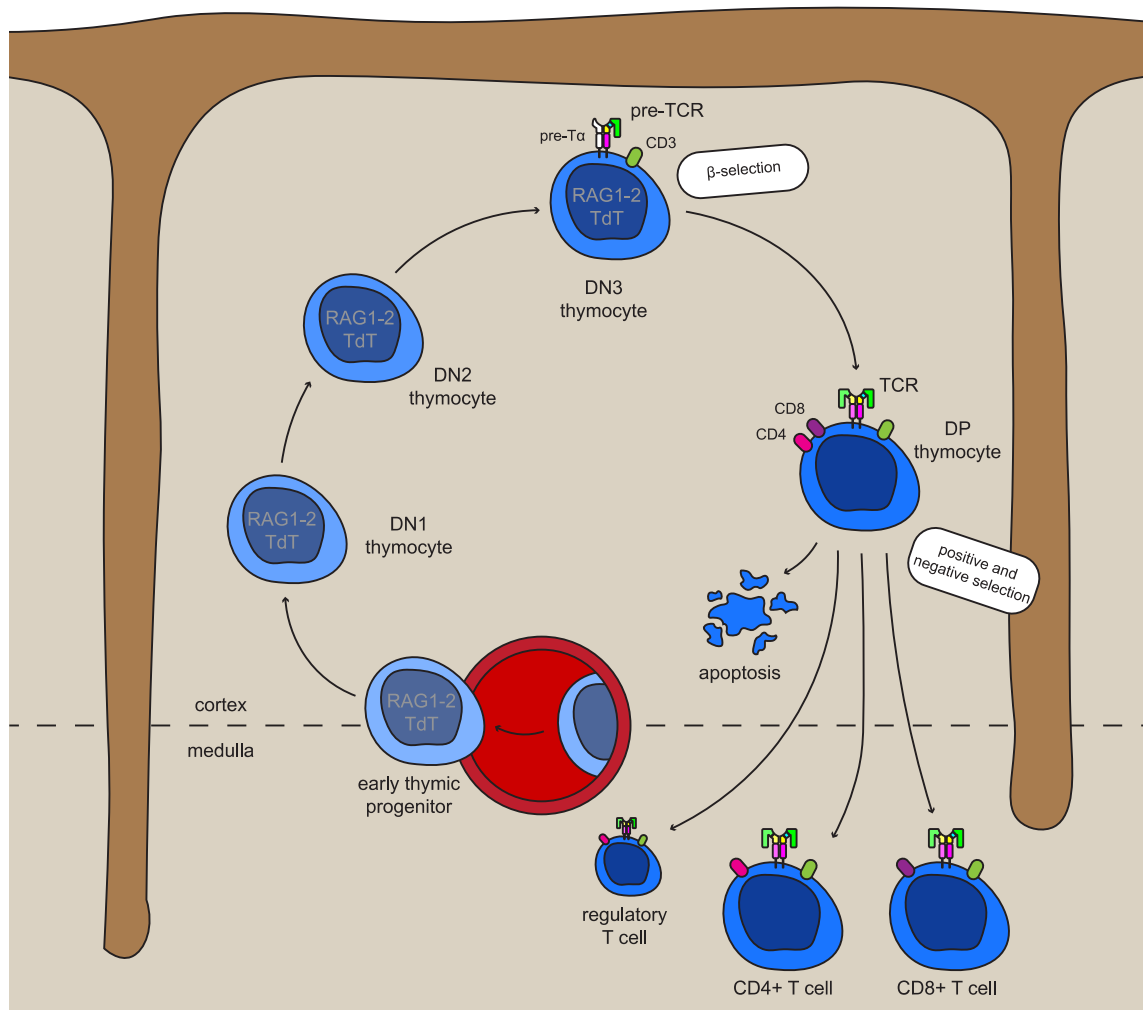 pre-TCR
pre-Tα
CD3
β-selection
RAG1-2
TdT
DN3
thymocyte
RAG1-2
TdT
DN2
thymocyte
TCR
CD8
CD4
DP
thymocyte
RAG1-2
TdT
DN1
thymocyte
positive and
negative selection
apoptosis
RAG1-2
TdT
cortex
medulla
early thymic
progenitor
regulatory
T cell
CD4+ T cell
CD8+ T cell